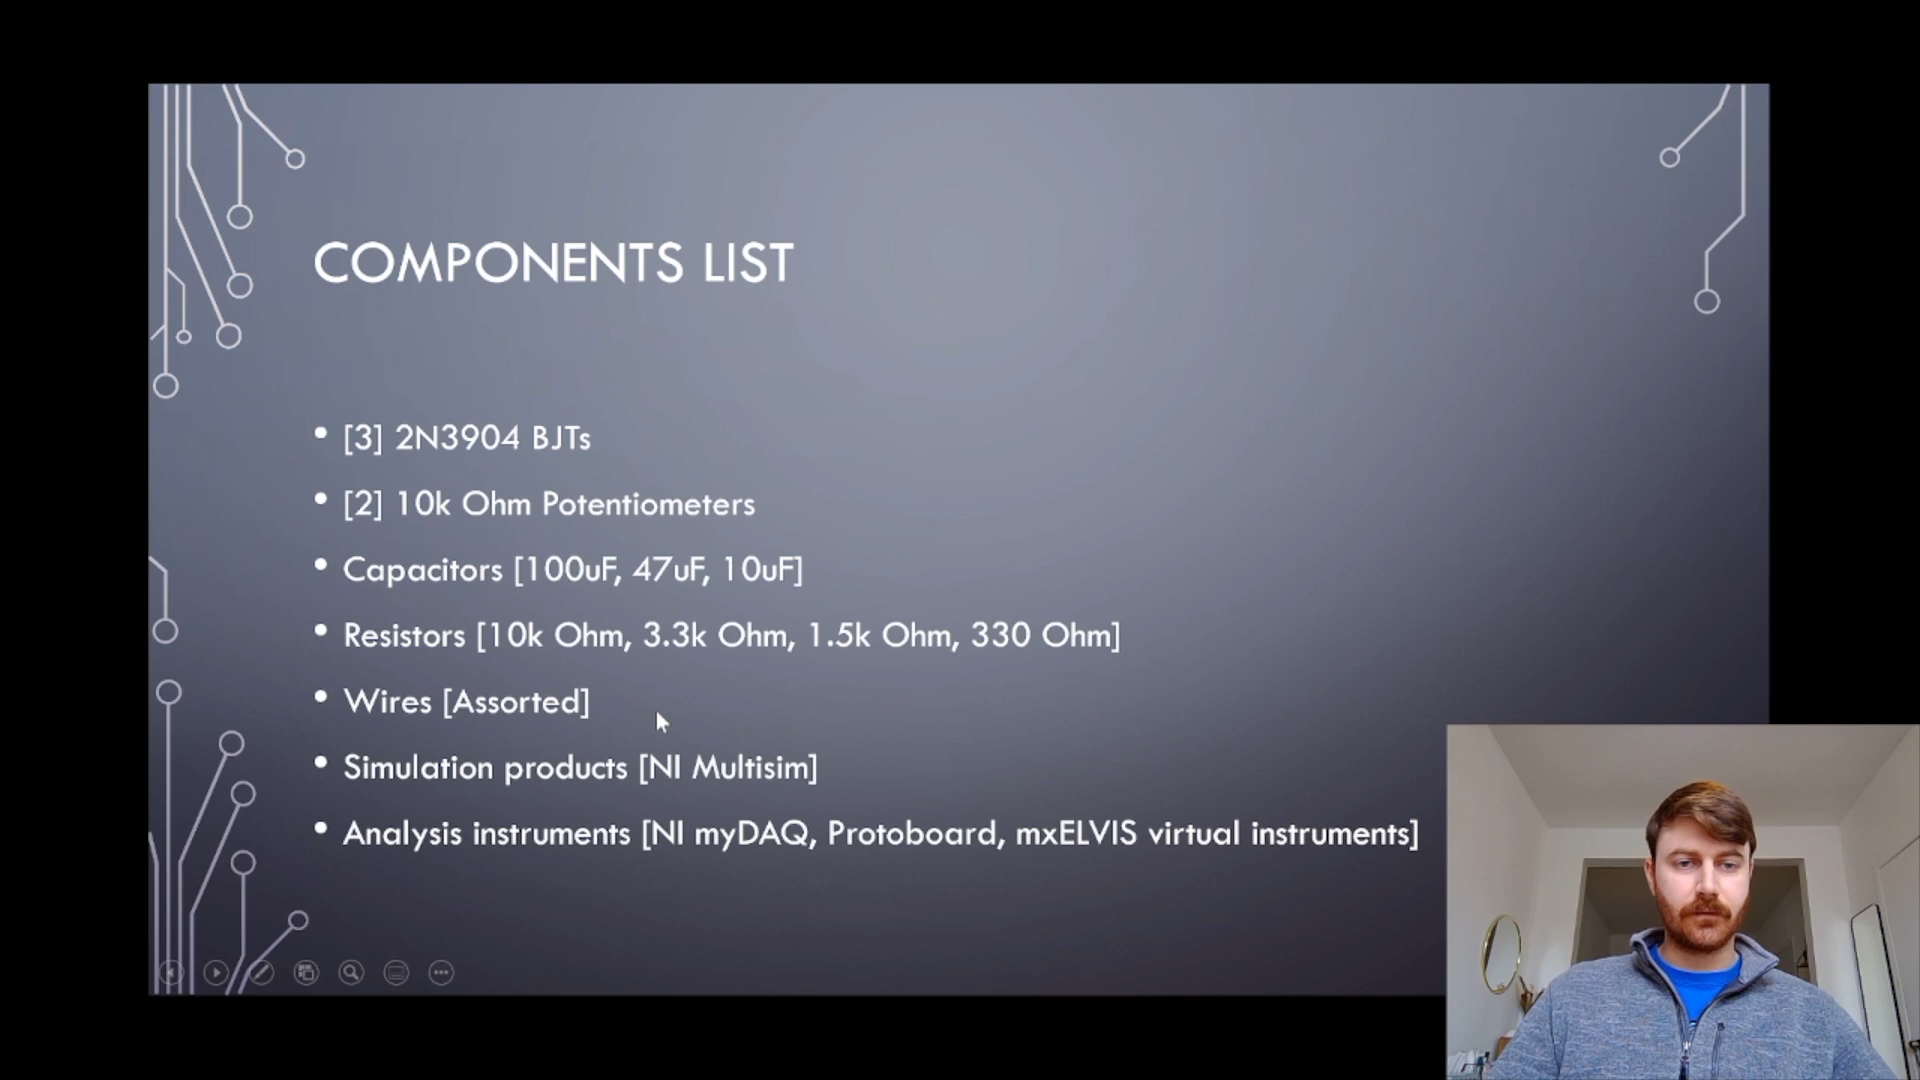 COMPONENTS LIST
• [3] 2N3904 BJTs
• [2] 10k Ohm Potentiometers
• Capacitors [100uF, 47uF, 10uF]
• Resistors [10k Ohm, 3.3k Ohm, 1.5k Ohm, 330 Ohm]
• Wires [Assorted]
• Simulation products [NI Multisim]
• Analysis instruments [NI myDAQ, Protoboard, mxELVIS virtual instruments]